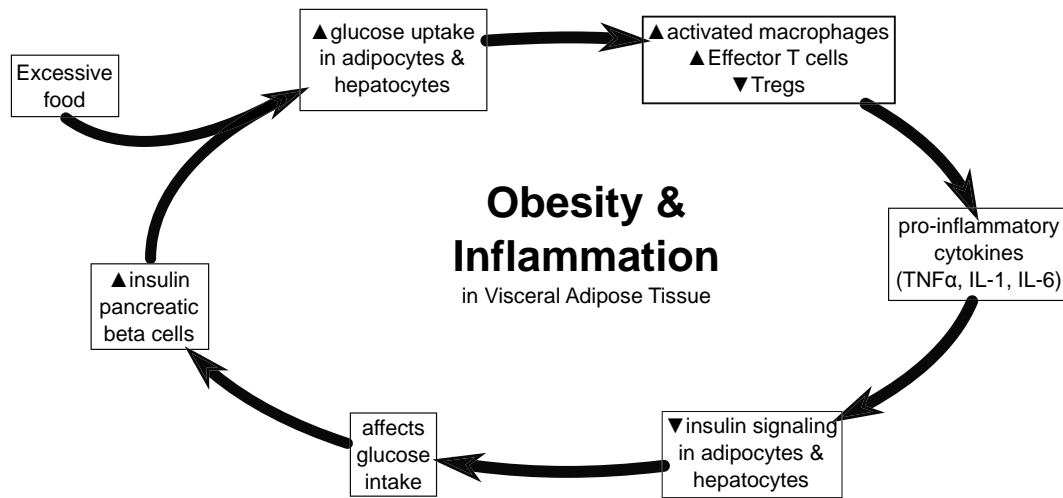 Excessive
food
▲glucose uptake
in adipocytes &
hepatocytes
▲activated macrophages
▲Effector T cells
▼Tregs
pro-inflammatory
cytokines
(TNFα, IL-1, IL-6)
▼insulin signaling
in adipocytes &
hepatocytes
affects
glucose
intake
▲insulin
pancreatic
beta cells
Obesity &
Inflammation
in Visceral Adipose Tissue